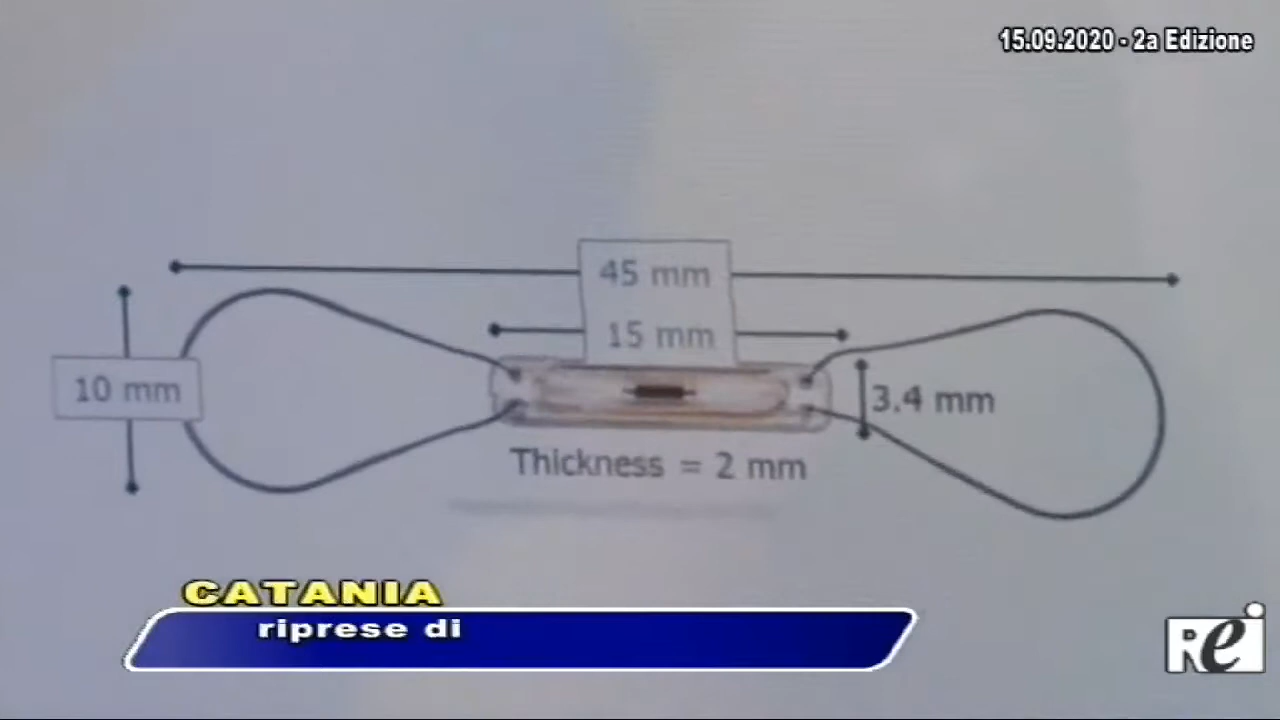 15.09.2020 - 2a Edizione
45 mm
15 mm
10 mm
3.4 mm
Thickness = 2 mm
CATANIA
riprese di
Rei